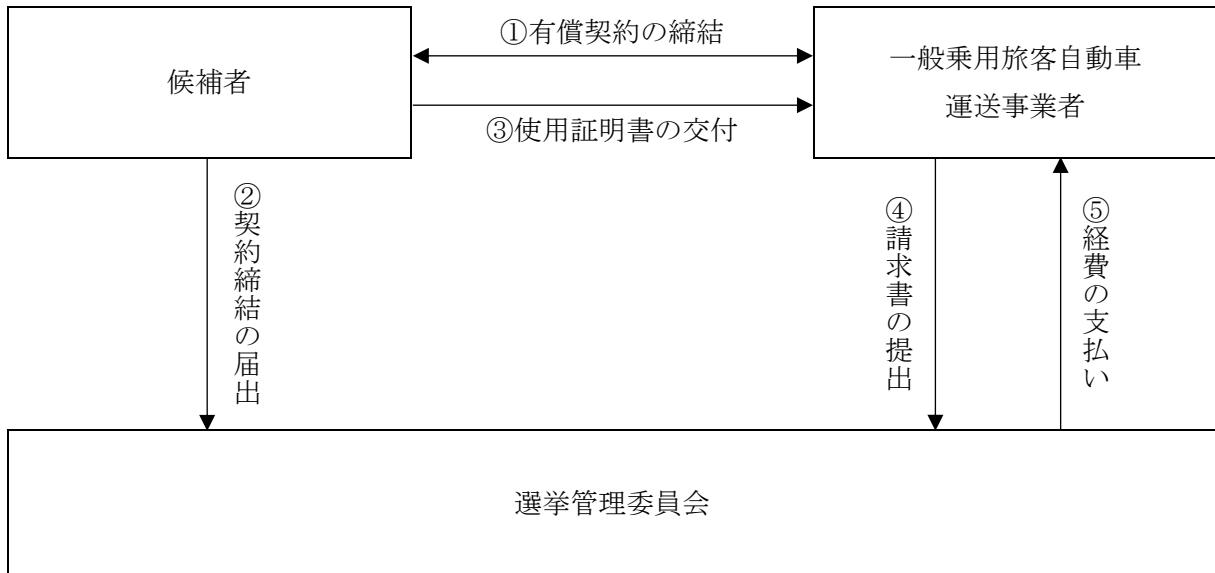 ①有償契約の締結
候補者
一般乗用旅客自動車
運送事業者
③使用証明書の交付
②契約締結の届出
④請求書の提出
⑤経費の支払い
選挙管理委員会